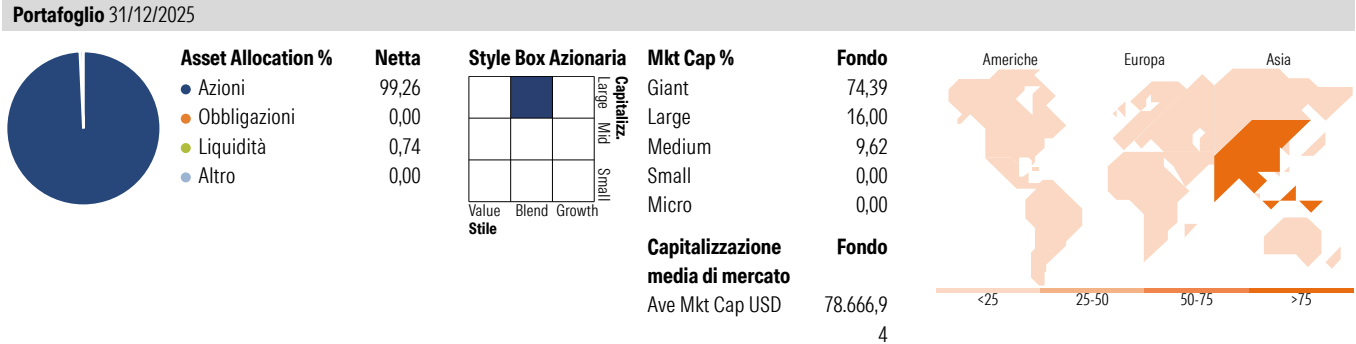 Portafoglio 31/12/2025
Asset Allocation % Netta
Azioni 99,26
Obbligazioni 0,00
Liquidità 0,74
Altro 0,00
Style Box Azionaria
Capitalizz.
Large Mid Small
Value Blend Growth
Stile
Mkt Cap % Fondo
Giant 74,39
Large 16,00
Medium 9,62
Small 0,00
Micro 0,00
Capitalizzazione Fondo
media di mercato
Ave Mkt Cap USD 78.666,9
4
Americhe Europa Asia
<25 25-50 50-75 >75